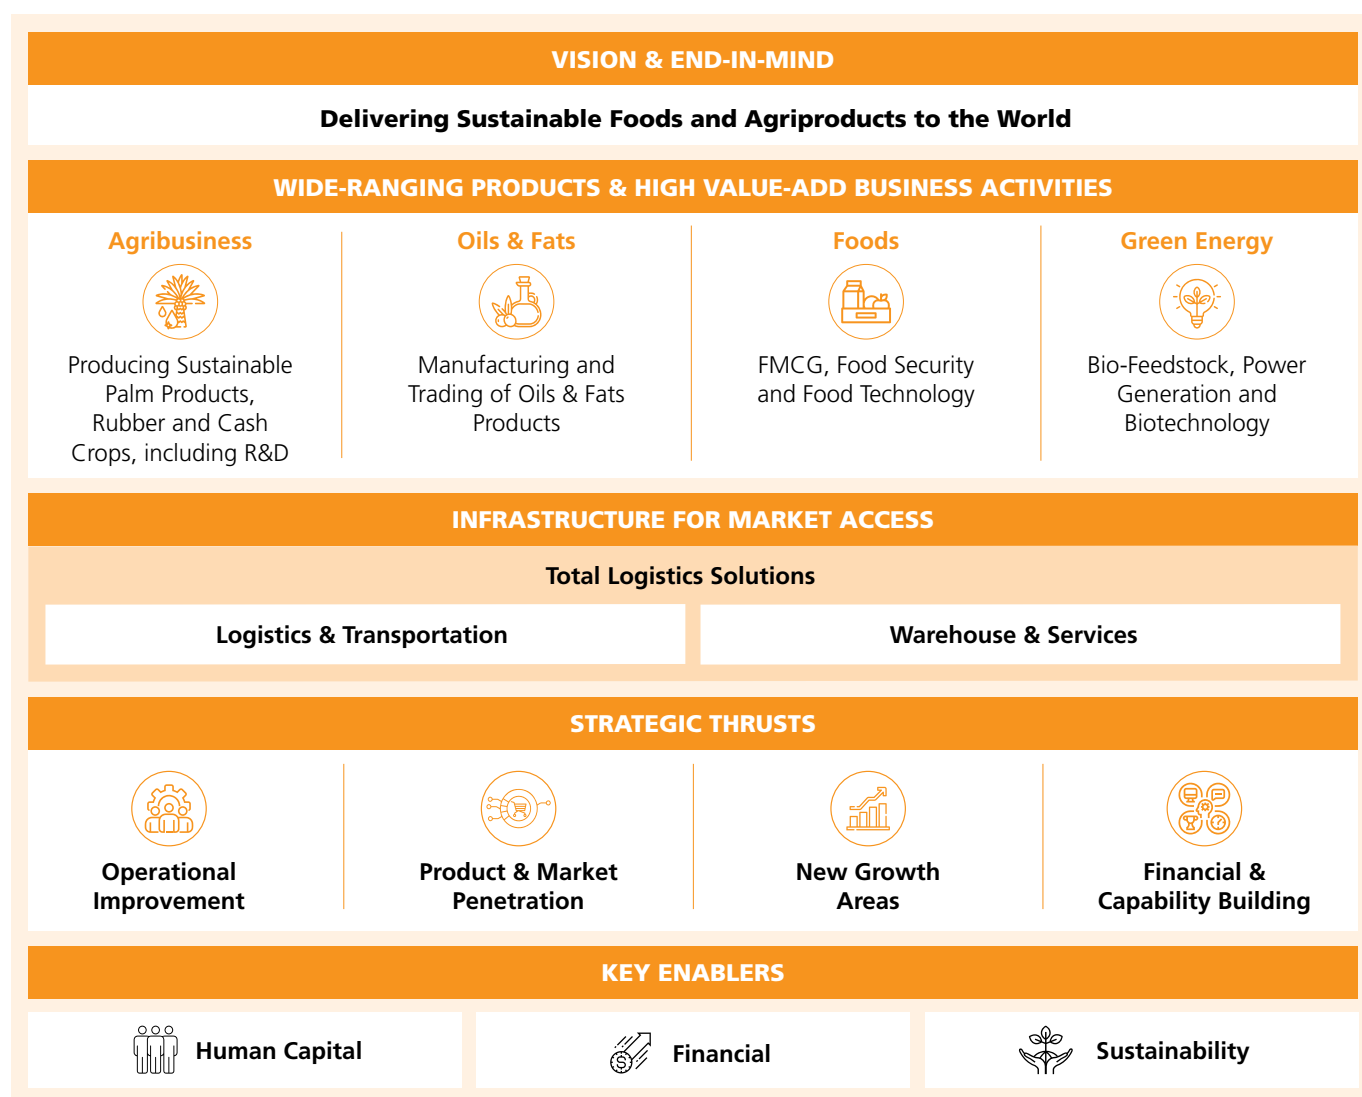 VISION & END-IN-MIND
Delivering Sustainable Foods and Agriproducts to the World
WIDE-RANGING PRODUCTS & HIGH VALUE-ADD BUSINESS ACTIVITIES
Agribusiness
Producing Sustainable
Palm Products,
Rubber and Cash
Crops, including R&D
Oils & Fats
Manufacturing and
Trading of Oils & Fats
Products
Foods
FMCG, Food Security
and Food Technology
Green Energy
Bio-Feedstock, Power
Generation and
Biotechnology
INFRASTRUCTURE FOR MARKET ACCESS
Total Logistics Solutions
Logistics & Transportation
Warehouse & Services
STRATEGIC THRUSTS
Operational
Improvement
Product & Market
Penetration
New Growth
Areas
Financial &
Capability Building
KEY ENABLERS
Human Capital
Financial
Sustainability